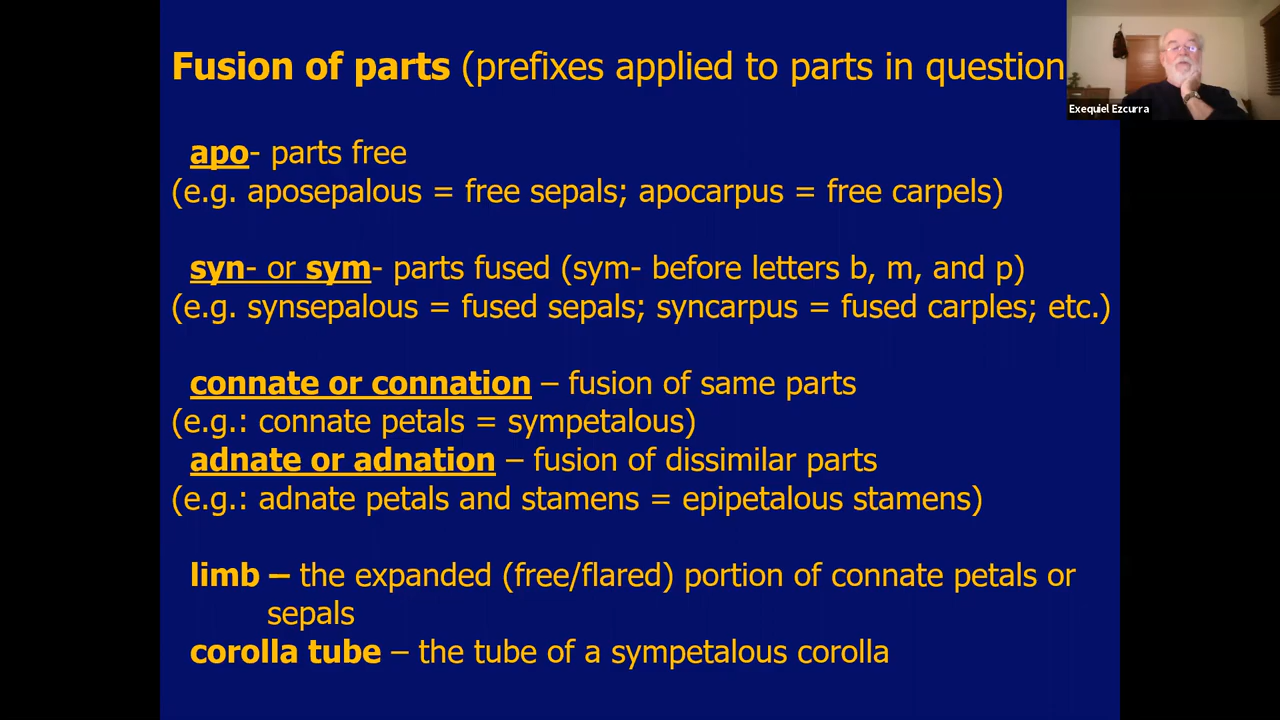 Fusion of parts (prefixes applied to parts in question
Exequiel Ezcurra
apo- parts free
(e.g. aposepalous = free sepals; apocarpus = free carpels)
syn- or sym- parts fused (sym- before letters b, m, and p)
(e.g. synsepalous = fused sepals; syncarpus = fused carples; etc.)
connate or connation – fusion of same parts
(e.g.: connate petals = sympetalous)
adnate or adnation – fusion of dissimilar parts
(e.g.: adnate petals and stamens = epipetalous stamens)
limb – the expanded (free/flared) portion of connate petals or
sepals
corolla tube – the tube of a sympetalous corolla